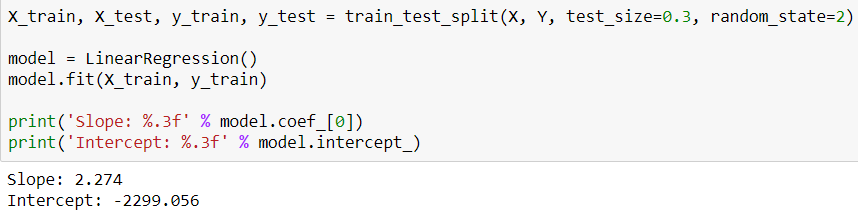 X_train, X_test, y_train, y_test = train_test_split(X, Y, test_size=0.3, random_state=2)
model = LinearRegression()
model.fit(X_train, y_train)
print('Slope: %.3f' % model.coef_[0])
print('Intercept: %.3f' % model.intercept_)
Slope: 2.274
Intercept: -2299.056